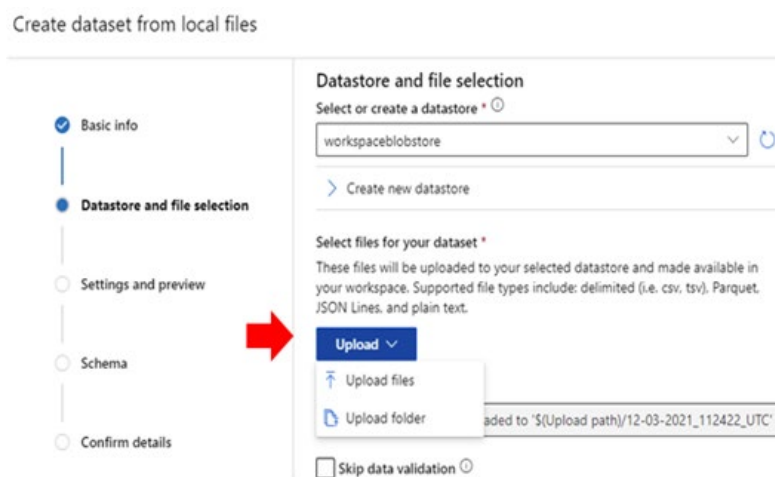 Create dataset from local files
Basic info
Datastore and file selection
Settings and preview
Schema
Confirm details
Datastore and file selection
Select or create a datastore *
workspaceblobstore
Create new datastore
Select files for your dataset *
These files will be uploaded to your selected datastore and made available in
your workspace. Supported file types include: delimited (i.e. csv, tsv), Parquet,
JSON Lines, and plain text.
Upload
Upload files
Upload folder
aded to '$(Upload path)/12-03-2021_112422_UTC'
Skip data validation